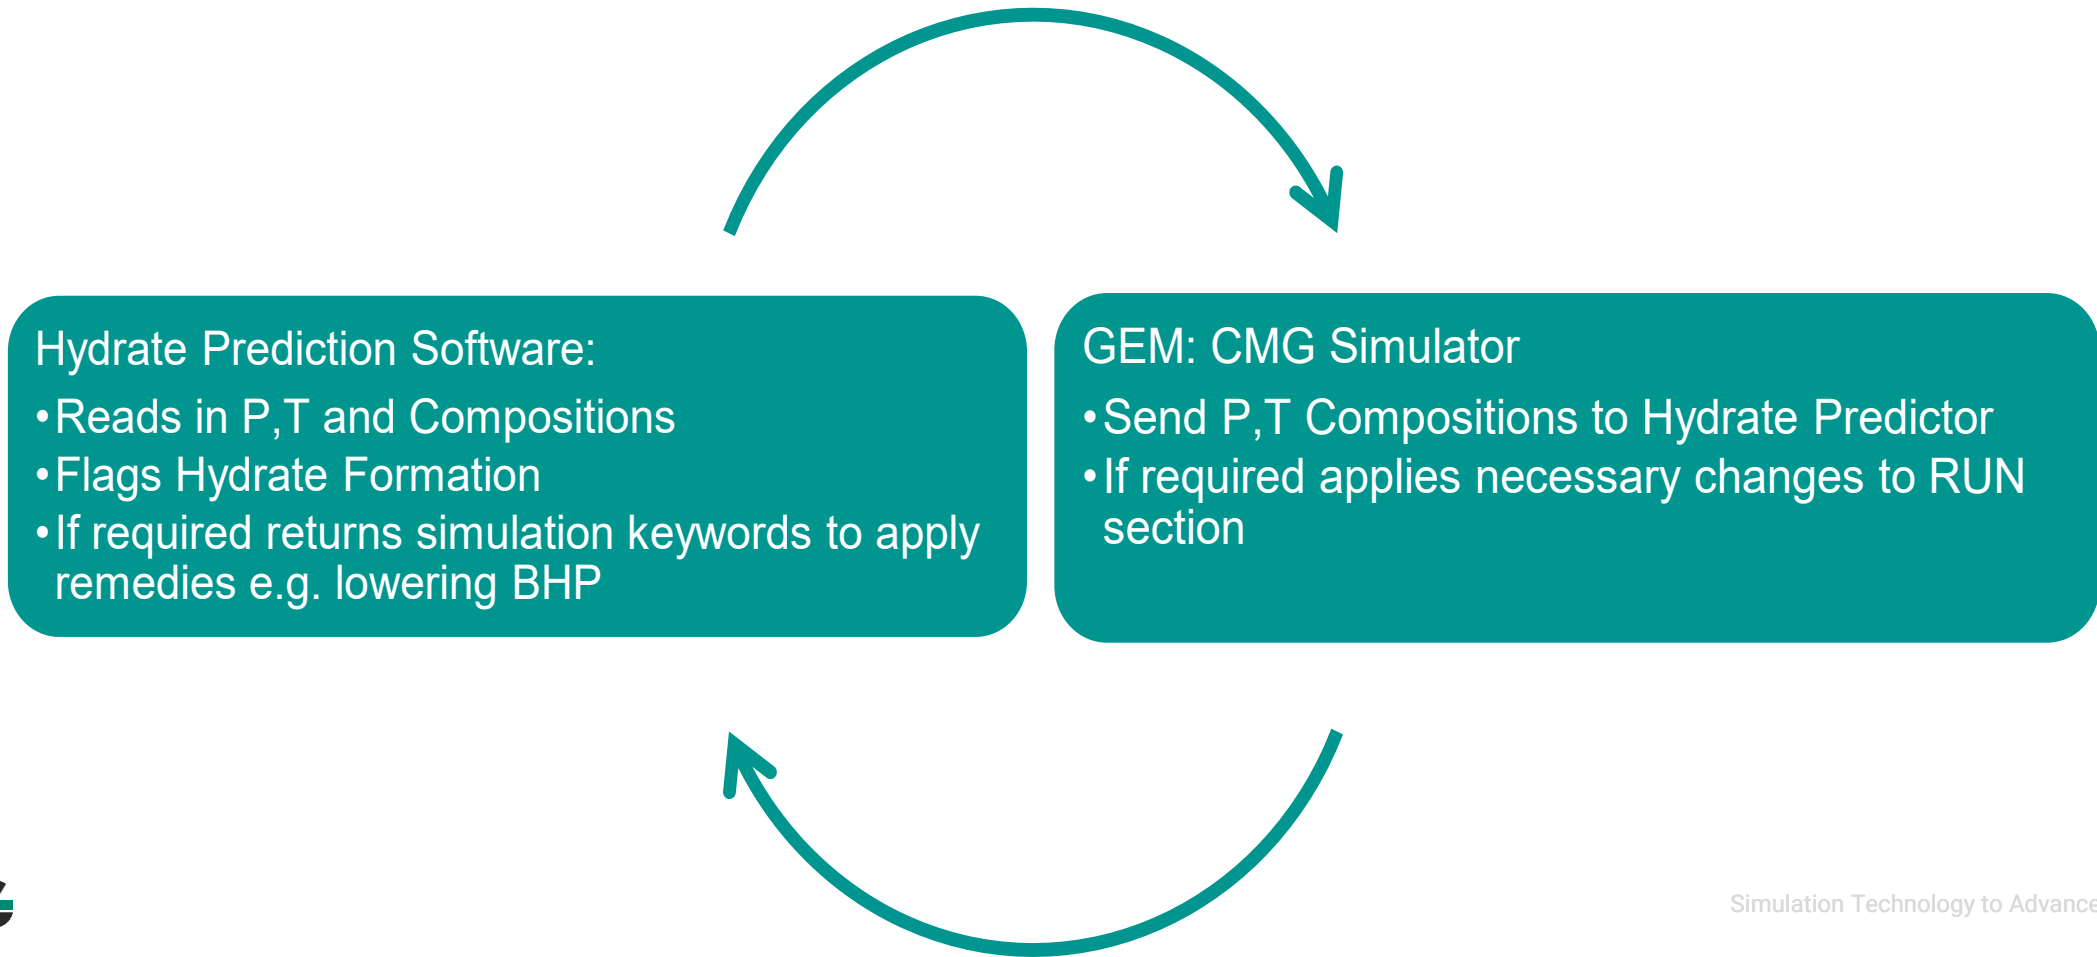 Hydrate Prediction Software:
•Reads in P,T and Compositions
•Flags Hydrate Formation
•If required returns simulation keywords to apply
remedies e.g. lowering BHP
GEM: CMG Simulator
•Send P,T Compositions to Hydrate Predictor
•If required applies necessary changes to RUN
section
Simulation Technology to Advance